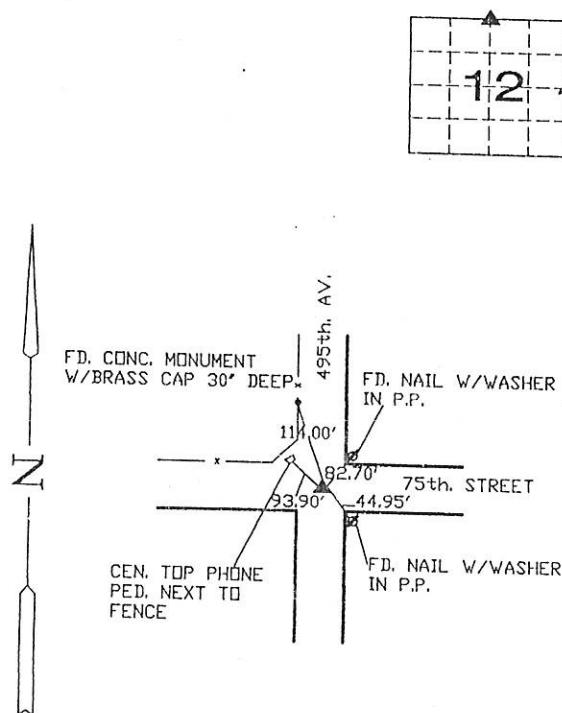 12
495th. AV.
FD. CONC. MONUMENT
W/BRASS CAP 30" DEEP
FD. NAIL W/WASHER
IN P.P.
111.00'
82.70'
75th. STREET
N
93.90'
44.95'
CEN. TOP PHONE
PED. NEXT TO
FENCE
FD. NAIL W/WASHER
IN P.P.